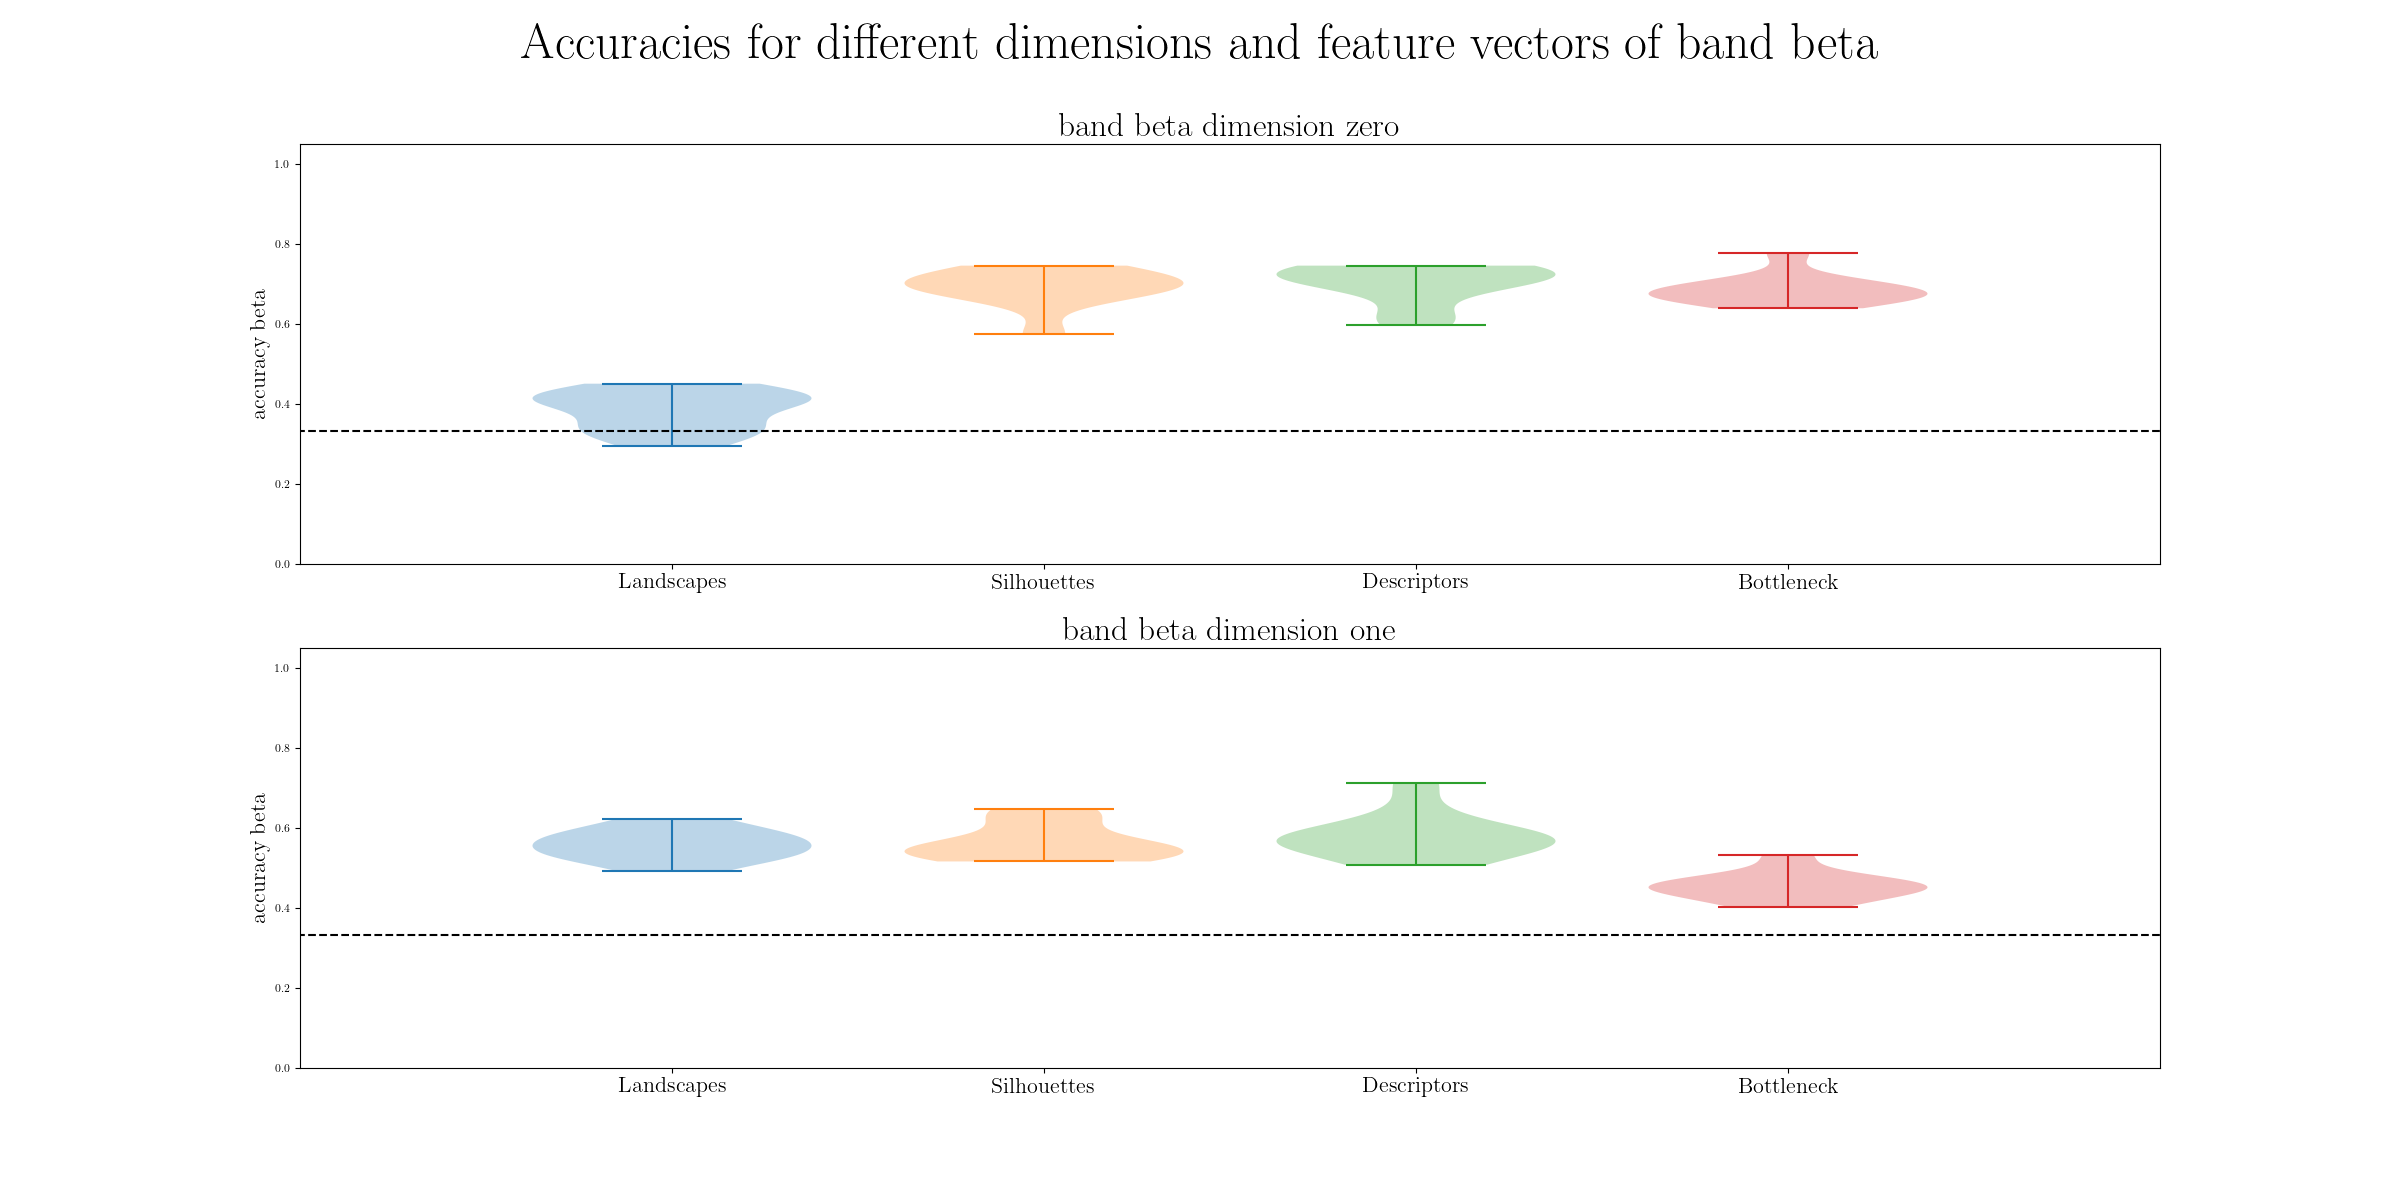 Accuracies for different dimensions and feature vectors of band beta
band beta dimension zero
1.0
0.8
0.6
0.4
0.2
0.0
accuracy beta
Landscapes Silhouettes Descriptors Bottleneck
band beta dimension one
1.0
0.8
0.6
0.4
0.2
0.0
accuracy beta
Landscapes Silhouettes Descriptors Bottleneck